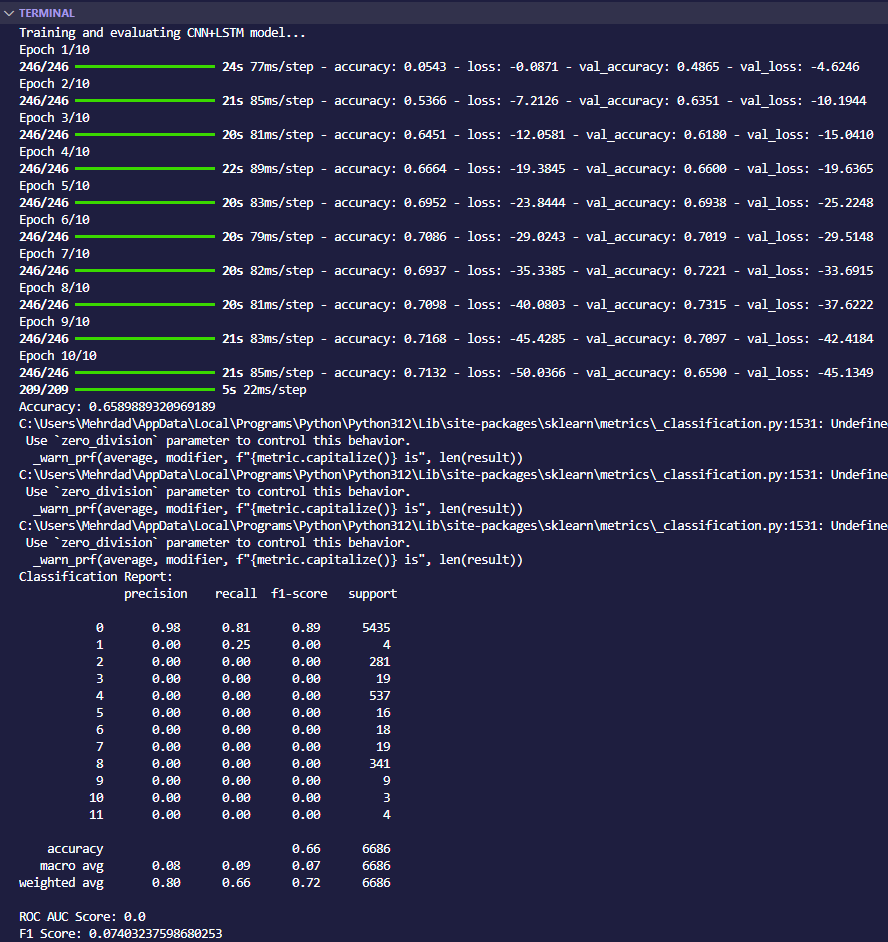 TERMINAL
Training and evaluating CNN+LSTM model...
Epoch 1/10
246/246 24s 77ms/step - accuracy: 0.0543 - loss: -0.0871 - val_accuracy: 0.4865 - val_loss: -4.6246
Epoch 2/10
246/246 21s 85ms/step - accuracy: 0.5366 - loss: -7.2126 - val_accuracy: 0.6351 - val_loss: -10.1944
Epoch 3/10
246/246 20s 81ms/step - accuracy: 0.6451 - loss: -12.0581 - val_accuracy: 0.6180 - val_loss: -15.0410
Epoch 4/10
246/246 22s 89ms/step - accuracy: 0.6664 - loss: -19.3845 - val_accuracy: 0.6600 - val_loss: -19.6365
Epoch 5/10
246/246 20s 83ms/step - accuracy: 0.6952 - loss: -23.8444 - val_accuracy: 0.6938 - val_loss: -25.2248
Epoch 6/10
246/246 20s 79ms/step - accuracy: 0.7086 - loss: -29.0243 - val_accuracy: 0.7019 - val_loss: -29.5148
Epoch 7/10
246/246 20s 82ms/step - accuracy: 0.6937 - loss: -35.3385 - val_accuracy: 0.7221 - val_loss: -33.6915
Epoch 8/10
246/246 20s 81ms/step - accuracy: 0.7098 - loss: -40.0803 - val_accuracy: 0.7315 - val_loss: -37.6222
Epoch 9/10
246/246 21s 83ms/step - accuracy: 0.7168 - loss: -45.4285 - val_accuracy: 0.7097 - val_loss: -42.4184
Epoch 10/10
246/246 21s 85ms/step - accuracy: 0.7132 - loss: -50.0366 - val_accuracy: 0.6590 - val_loss: -45.1349
209/209 5s 22ms/step
Accuracy: 0.6589889320969189
C:\Users\Mehrdad\AppData\Local\Programs\Python\Python312\Lib\site-packages\sklearn\metrics\_classification.py:1531: Undefine
Use `zero_division` parameter to control this behavior.
_warn_prf(average, modifier, f"{metric.capitalize()} is", len(result))
C:\Users\Mehrdad\AppData\Local\Programs\Python\Python312\Lib\site-packages\sklearn\metrics\_classification.py:1531: Undefine
Use `zero_division` parameter to control this behavior.
_warn_prf(average, modifier, f"{metric.capitalize()} is", len(result))
C:\Users\Mehrdad\AppData\Local\Programs\Python\Python312\Lib\site-packages\sklearn\metrics\_classification.py:1531: Undefine
Use `zero_division` parameter to control this behavior.
_warn_prf(average, modifier, f"{metric.capitalize()} is", len(result))
Classification Report:
precision recall f1-score support
0 0.98 0.81 0.89 5435
1 0.00 0.25 0.00 4
2 0.00 0.00 0.00 281
3 0.00 0.00 0.00 19
4 0.00 0.00 0.00 537
5 0.00 0.00 0.00 16
6 0.00 0.00 0.00 18
7 0.00 0.00 0.00 19
8 0.00 0.00 0.00 341
9 0.00 0.00 0.00 9
10 0.00 0.00 0.00 3
11 0.00 0.00 0.00 4
accuracy 0.66 6686
macro avg 0.08 0.09 0.07 6686
weighted avg 0.80 0.66 0.72 6686
ROC AUC Score: 0.0
F1 Score: 0.07403237598680253